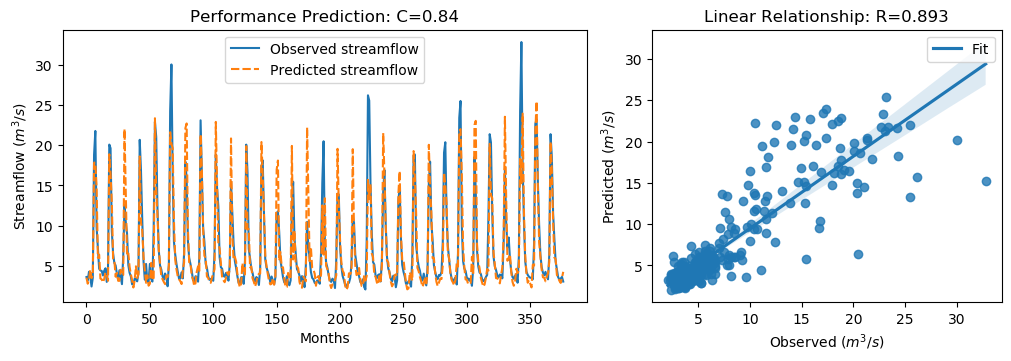 Performance Prediction: C=0.84
Observed streamflow
Predicted streamflow
Streamflow (m³/s)
30
25
20
15
10
5
0 50 100 150 200 250 300 350
Months
Linear Relationship: R=0.893
Fit
Predicted (m³/s)
30
25
20
15
10
5
5 10 15 20 25 30
Observed (m³/s)